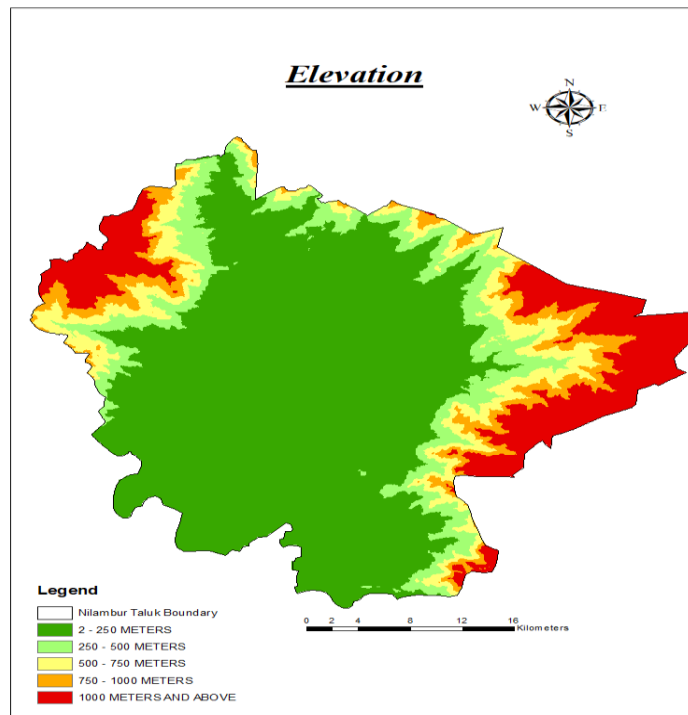 Elevation
N
W E
S
Legend
Nilambur Taluk Boundary
2 - 250 METERS
250 - 500 METERS
500 - 750 METERS
750 - 1000 METERS
1000 METERS AND ABOVE
0 2 4 8 12 16
Kilometers